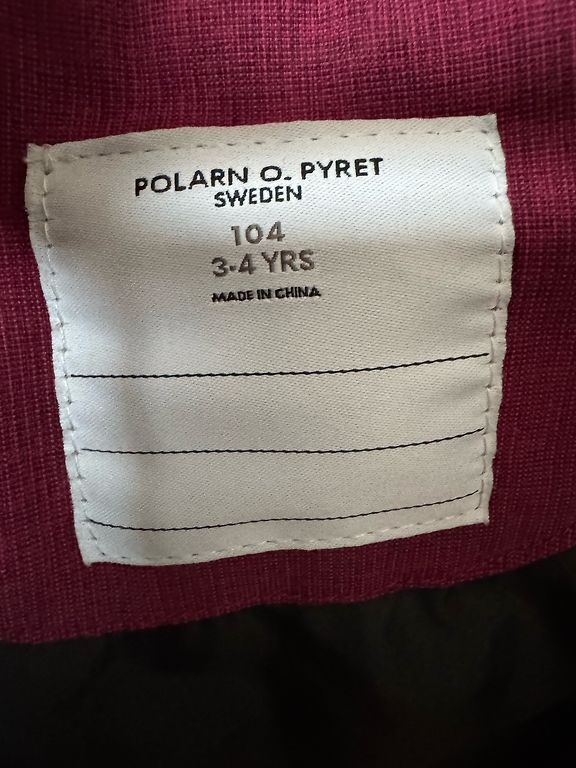 POLARN O. PYRET
SWEDEN
104
3-4 YRS
MADE IN CHINA